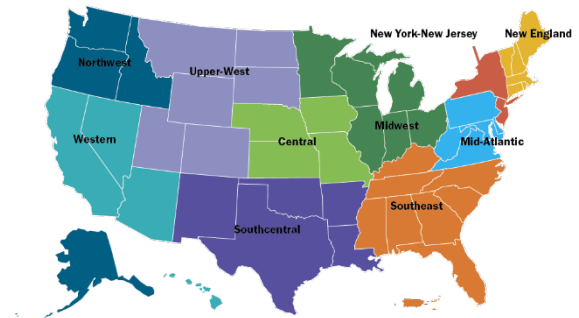 New York-New Jersey
New England
Northwest
Upper-West
Midwest
Western
Central
Mid-Atlantic
Southeast
Southcentral